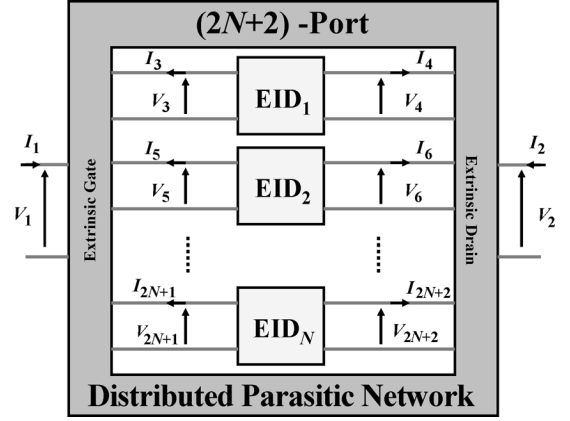 (2N+2) -Port
I3 I4
V3 EID1 V4
I1 I5 I6 I2
V5 EID2 V6
V1 Extrinsic Gate Extrinsic Drain V2
I2N+1 I2N+2
V2N+1 EIDN V2N+2
Distributed Parasitic Network